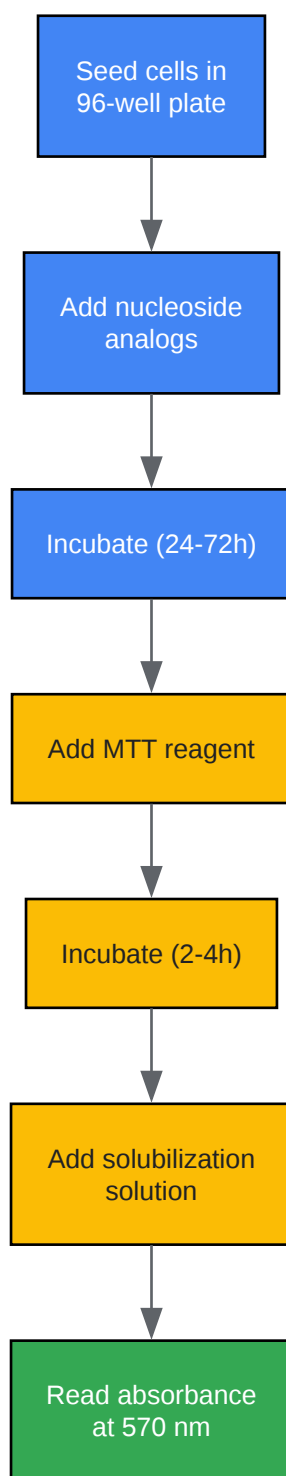 Seed cells in
96-well plate
Add nucleoside
analogs
Incubate (24-72h)
Add MTT reagent
Incubate (2-4h)
Add solubilization
solution
Read absorbance
at 570 nm